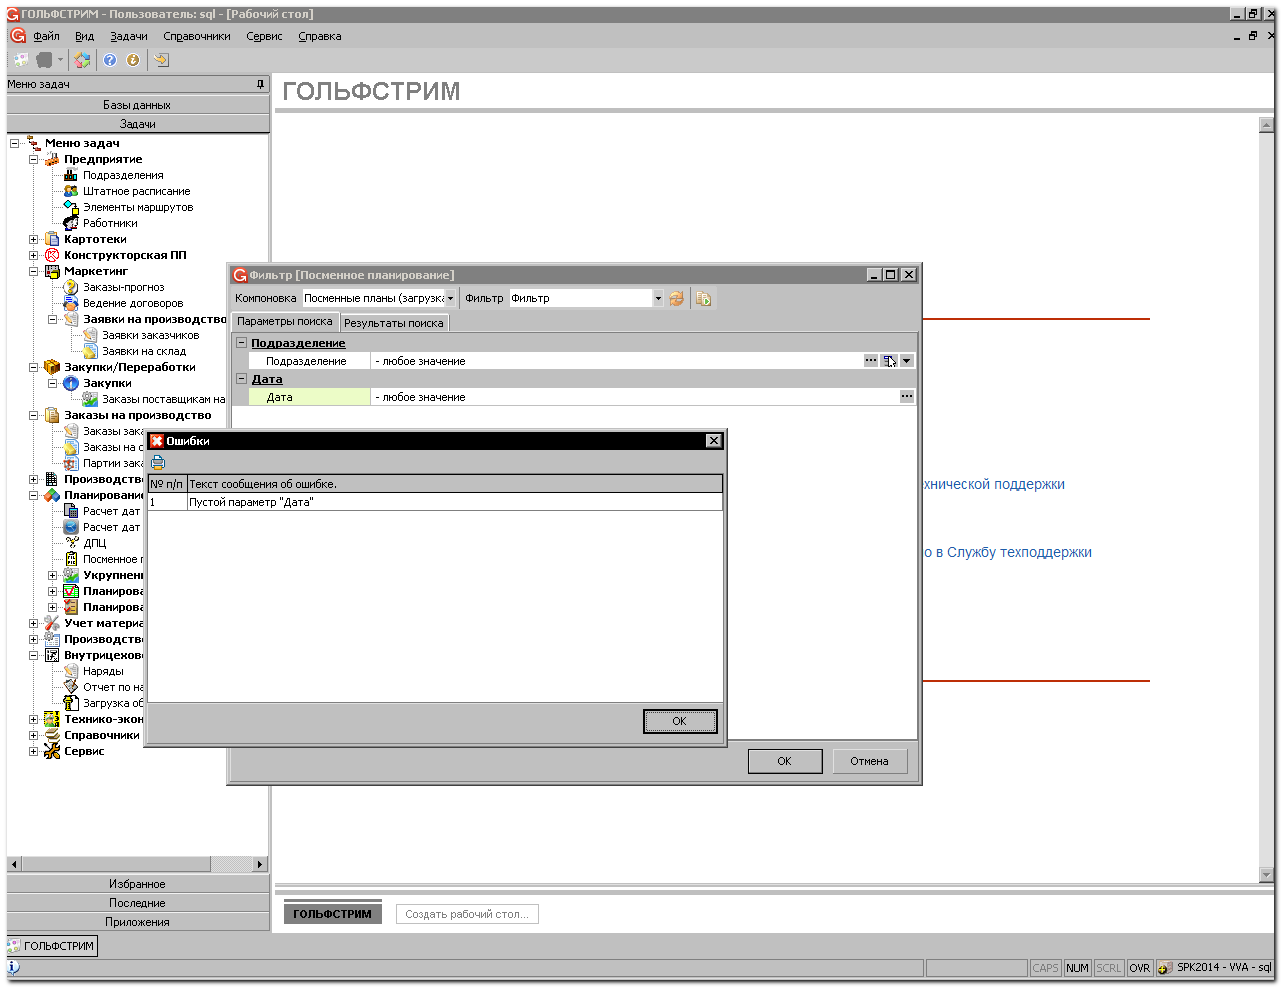 ГОЛЬФСТРИМ - Пользователь: sql - [Рабочий стол]
Файл Вид Задачи Справочники Сервис Справка
Меню задач
Базы данных
Задачи
Меню задач
Предприятие
Подразделения
Штатное расписание
Элементы маршрутов
Работники
Картотеки
Конструкторская ПП
Маркетинг
Заказы-прогноз
Ведение договоров
Заявки на производство
Заявки заказчиков
Заявки на склад
Закупки/Переработки
Закупки
Заказы поставщикам на
Заказы на производство
Заказы зака
Заказы на с
Партии зака
Производств
Планирование
Расчет дат
Расчет дат
ДПЦ
Посменное п
Укрупнен
Планирова
Планирова
Учет материа
Производств
Внутрицехов
Наряды
Отчет по на
Загрузка об
Технико-экон
Справочники
Сервис
Избранное
Последние
Приложения
ГОЛЬФСТРИМ
ГОЛЬФСТРИМ
хнической поддержки
о в Службу техподдержки
Фильтр [Посменное планирование]
Компоновка Посменные планы (загрузка Фильтр Фильтр
Параметры поиска Результаты поиска
Подразделение
Подразделение - любое значение
Дата
Дата - любое значение
Ошибки
№ п/п Текст сообщения об ошибке.
1 Пустой параметр "Дата"
OK
OK Отмена
ГОЛЬФСТРИМ Создать рабочий стол...
CAPS NUM SCRL OVR SPK2014 - VVA - sql